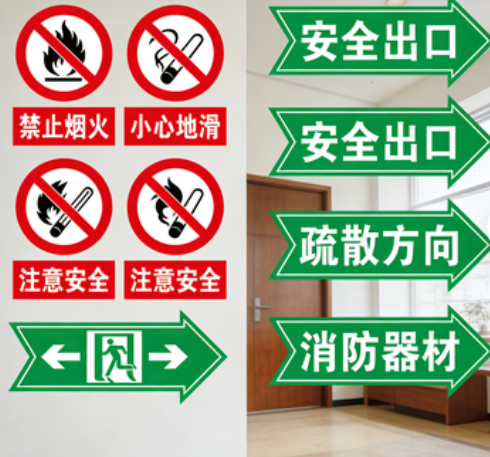 禁止烟火
小心地滑
注意安全
注意安全
安全出口
安全出口
疏散方向
消防器材